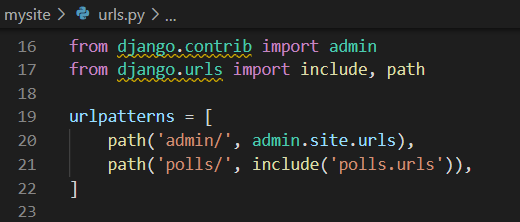 mysite > urls.py > ...
16 from django.contrib import admin
17 from django.urls import include, path
18
19 urlpatterns = [
20     path('admin/', admin.site.urls),
21     path('polls/', include('polls.urls')),
22 ]
23